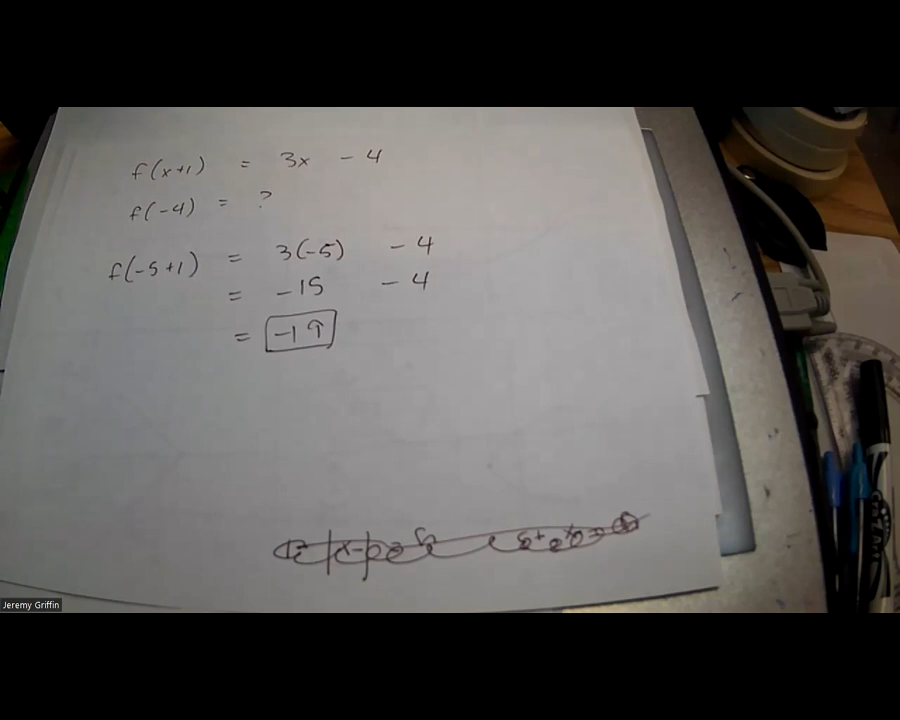 f(x+1) = 3x - 4
f(-4) = ?
f(-5+1) = 3(-5) - 4
= -15 - 4
= -19
Jeremy Griffin